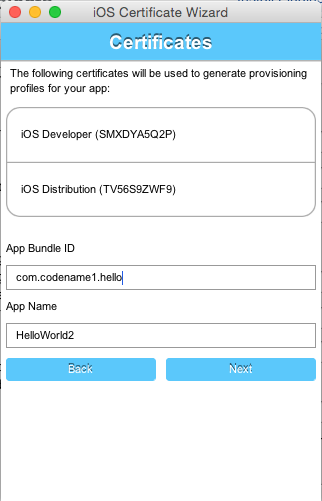 iOS Certificate Wizard
Certificates
The following certificates will be used to generate provisioning
profiles for your app:
iOS Developer (SMXDYA5Q2P)
iOS Distribution (TV56S9ZWF9)
App Bundle ID
com.codename1.hello
App Name
HelloWorld2
Back
Next